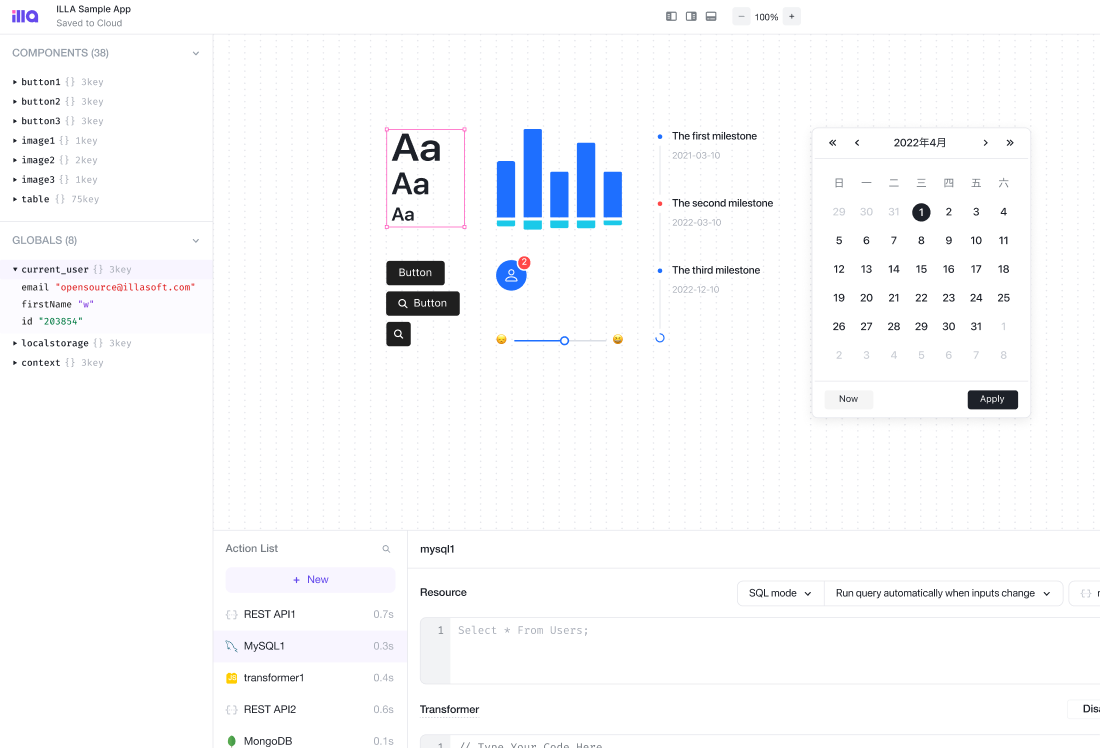 illa
ILLA Sample App
Saved to Cloud
100%
COMPONENTS (38)
button1 {} 3key
button2 {} 3key
button3 {} 3key
image1 {} 1key
image2 {} 2key
image3 {} 1key
table {} 75key
GLOBALS (8)
current_user {} 3key
email "opensource@illasoft.com"
firstName "w"
id "203854"
localstorage {} 3key
context {} 3key
Aa
Aa
Aa
Button
Button
2
The first milestone
2021-03-10
The second milestone
2022-03-10
The third milestone
2022-12-10
« ‹ 2022年4月 › »
日 一 二 三 四 五 六
29 30 31 1 2 3 4
5 6 7 8 9 10 11
12 13 14 15 16 17 18
19 20 21 22 23 24 25
26 27 28 29 30 31 1
2 3 4 5 6 7 8
Now Apply
Action List
+ New
REST API1 0.7s
MySQL1 0.3s
JS transformer1 0.4s
REST API2 0.6s
MongoDB 0.1s
mysql1
Resource
SQL mode
Run query automatically when inputs change
1 Select * From Users;
Transformer
1 // Type Your Code Here